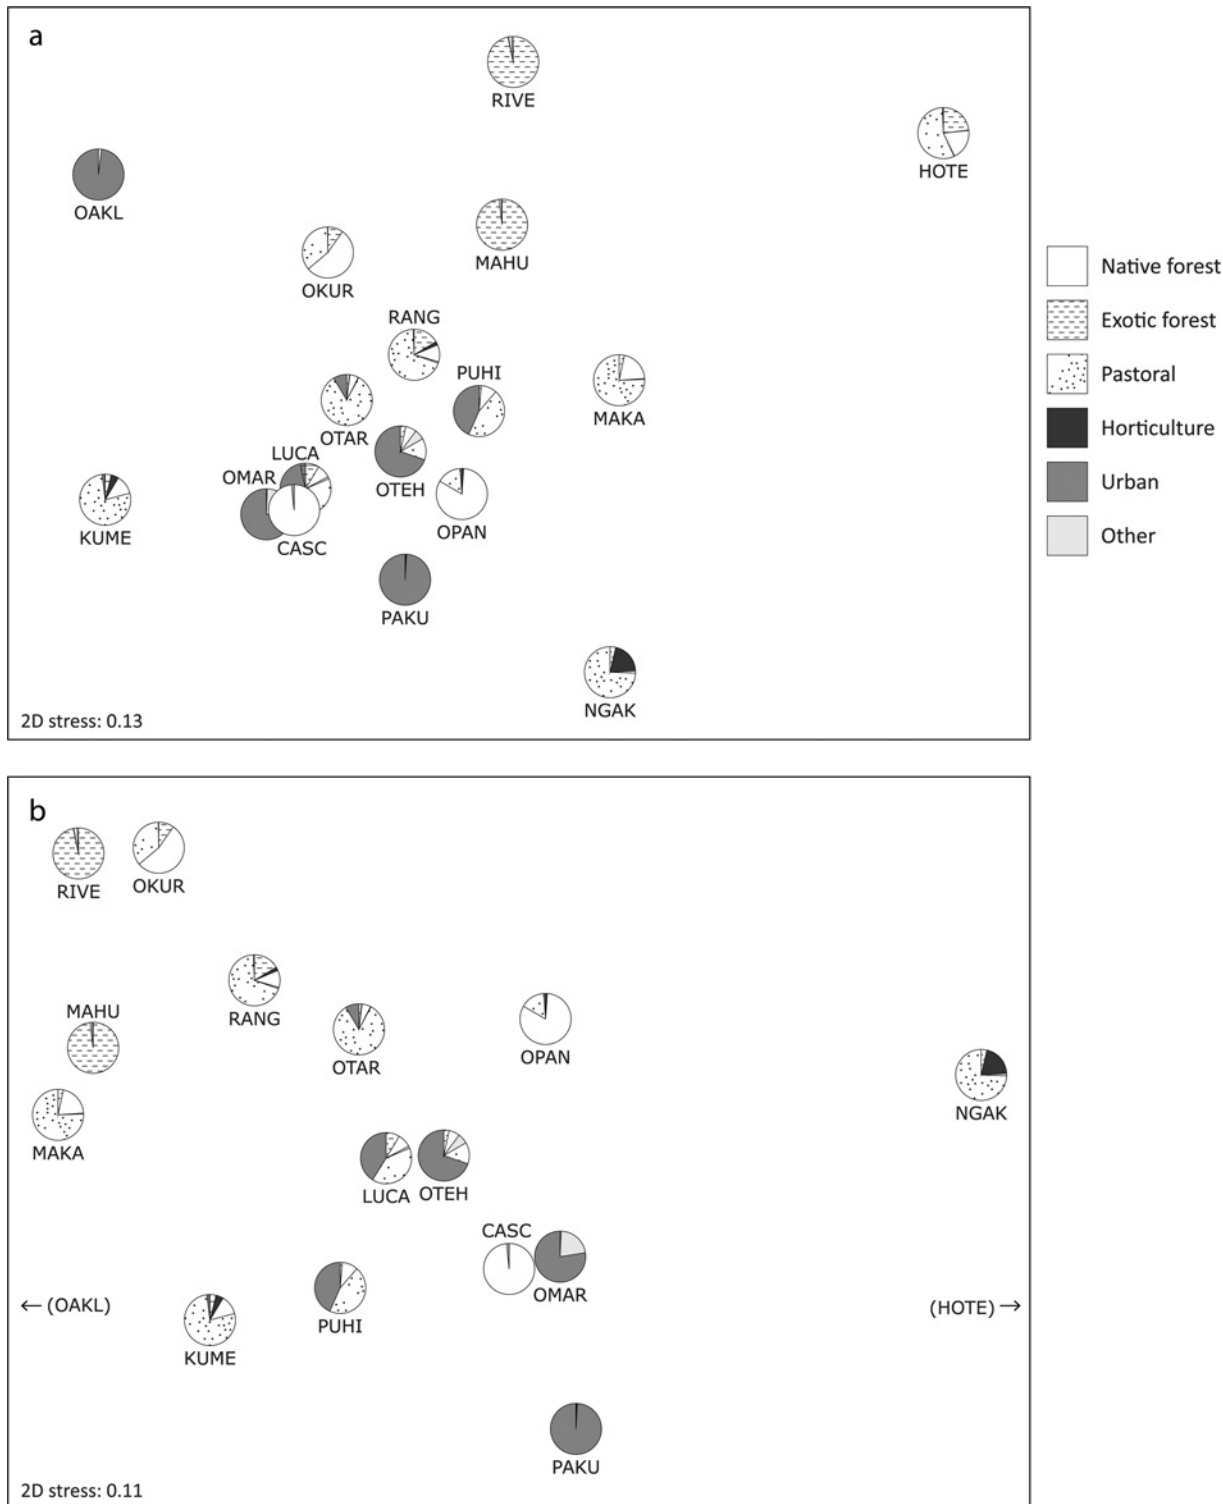 a
RIVE
HOTE
OAKL
MAHU
OKUR
RANG
PUHI
MAKA
OTAR
LUCA
OTEH
OMAR
OPAN
KUME
CASC
PAKU
NGAK
2D stress: 0.13
Native forest
Exotic forest
Pastoral
Horticulture
Urban
Other
b
RIVE
OKUR
RANG
MAHU
OTAR
OPAN
NGAK
MAKA
LUCA
OTEH
CASC
OMAR
← (OAKL)
(HOTE) →
PUHI
KUME
PAKU
2D stress: 0.11